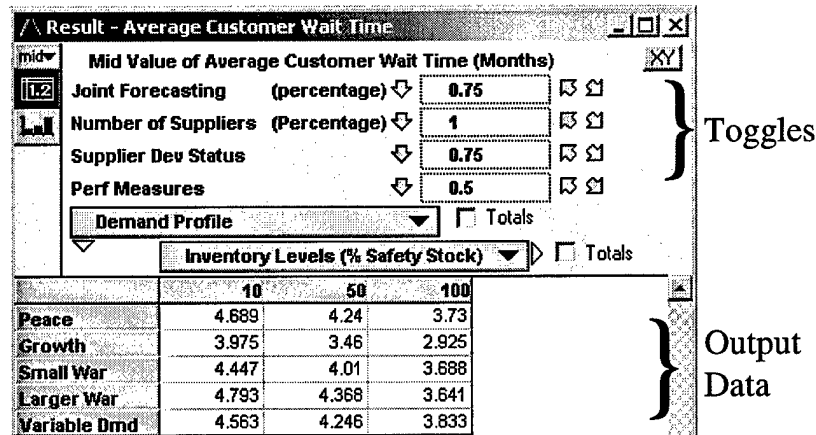 Result - Average Customer Wait Time
mid
Mid Value of Average Customer Wait Time (Months)
XY
Joint Forecasting (percentage) 0.75
Number of Suppliers (Percentage) 1
Supplier Dev Status 0.75
Perf Measures 0.5
Toggles
Demand Profile Totals
Inventory Levels (% Safety Stock) Totals
10 50 100
Peace 4.689 4.24 3.73
Growth 3.975 3.46 2.925
Small War 4.447 4.01 3.688
Larger War 4.793 4.368 3.641
Variable Dmd 4.563 4.246 3.833
Output
Data